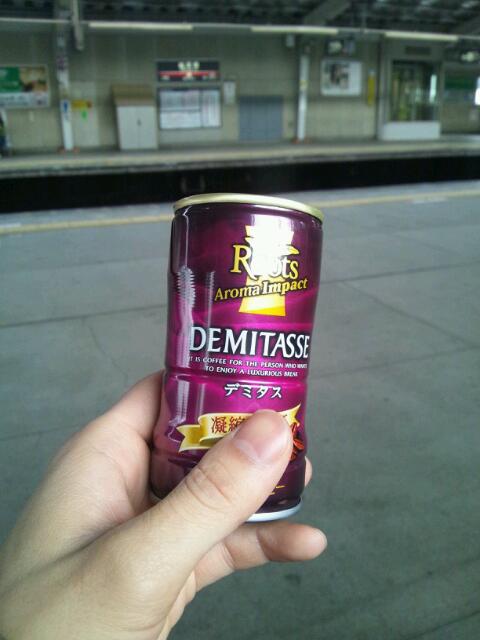 Roots
Aroma Impact
DEMITASSE
IT IS COFFEE FOR THE PERSON WHO WANTS
TO ENJOY A LUXURIOUS BREAK
デミタス
凝縮